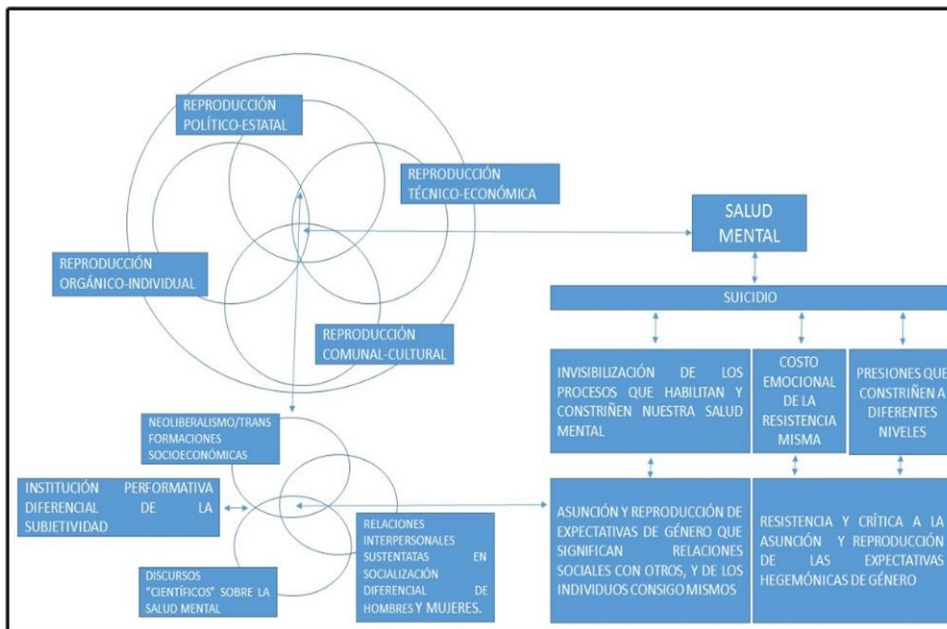 REPRODUCCIÓN
POLÍTICO-ESTATAL
REPRODUCCIÓN
TÉCNICO-ECONÓMICA
REPRODUCCIÓN
ORGÁNICO-INDIVIDUAL
REPRODUCCIÓN
COMUNAL-CULTURAL
SALUD
MENTAL
SUICIDIO
INVISIBILIZACIÓN DE LOS
PROCESOS QUE HABILITAN Y
CONSTRIÑEN NUESTRA SALUD
MENTAL
COSTO
EMOCIONAL
DE LA
RESISTENCIA
MISMA
PRESIONES QUE
CONSTRIÑEN A
DIFERENTES
NIVELES
NEOLIBERALISMO/TRANS
FORMACIONES
SOCIOECONÓMICAS
INSTITUCIÓN PERFORMATIVA
DIFERENCIAL DE LA
SUBJETIVIDAD
DISCURSOS
"CIENTÍFICOS" SOBRE LA
SALUD MENTAL
RELACIONES
INTERPERSONALES
SUSTENTATAS EN
SOCIALIZACIÓN
DIFERENCIAL DE
HOMBRES Y MUJERES.
ASUNCIÓN Y REPRODUCCIÓN DE
EXPECTATIVAS DE GÉNERO QUE
SIGNIFICAN RELACIONES
SOCIALES CON OTROS, Y DE LOS
INDIVIDUOS CONSIGO MISMOS
RESISTENCIA Y CRÍTICA A LA
ASUNCIÓN Y REPRODUCCIÓN
DE LAS EXPECTATIVAS
HEGEMÓNICAS DE GÉNERO